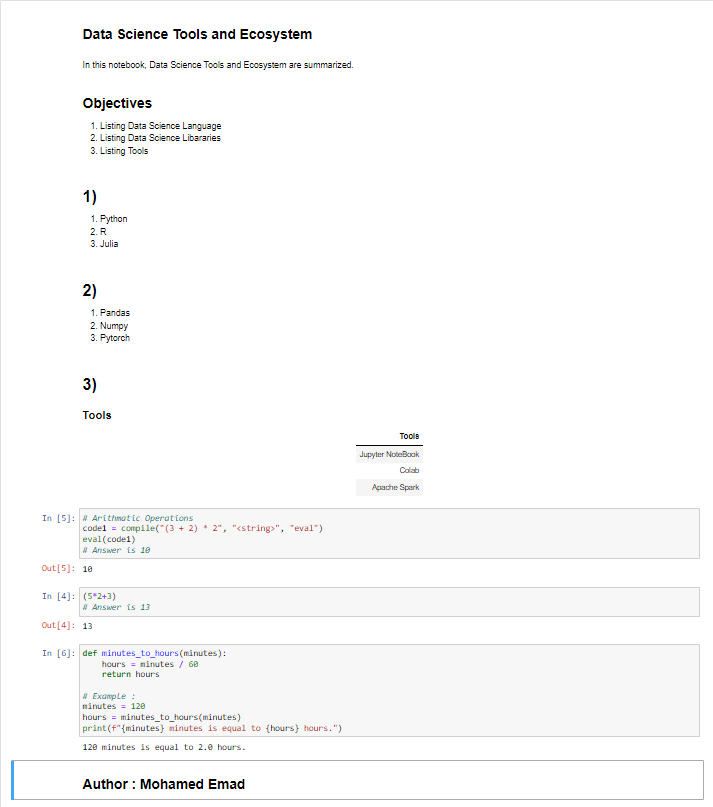 Data Science Tools and Ecosystem
In this notebook, Data Science Tools and Ecosystem are summarized.
Objectives
1. Listing Data Science Language
2. Listing Data Science Libararies
3. Listing Tools
1)
1. Python
2. R
3. Julia
2)
1. Pandas
2. Numpy
3. Pytorch
3)
Tools
Tools
Jupyter NoteBook
Colab
Apache Spark
In [5]: # Arithmatic Operations
code1 = compile("(3 + 2) * 2", "<string>", "eval")
eval(code1)
# Answer is 10
Out[5]: 10
In [4]: (5*2+3)
# Answer is 13
Out[4]: 13
In [6]: def minutes_to_hours(minutes):
    hours = minutes / 60
    return hours
# Example :
minutes = 120
hours = minutes_to_hours(minutes)
print(f"{minutes} minutes is equal to {hours} hours.")
120 minutes is equal to 2.0 hours.
Author : Mohamed Emad